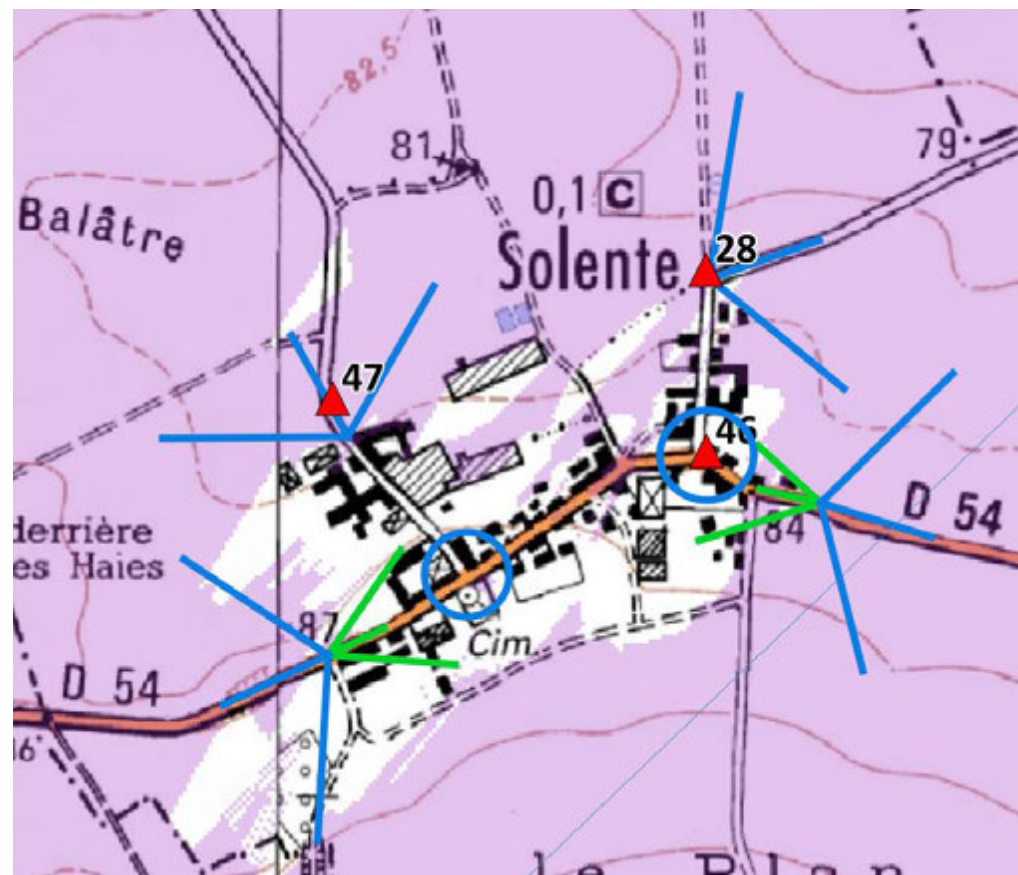 82,5
81
79
0,1 C
Balâtre
Solente
28
47
46
D 54
84
derrière
es Haies
87
Cim.
D 54
46
le Plan